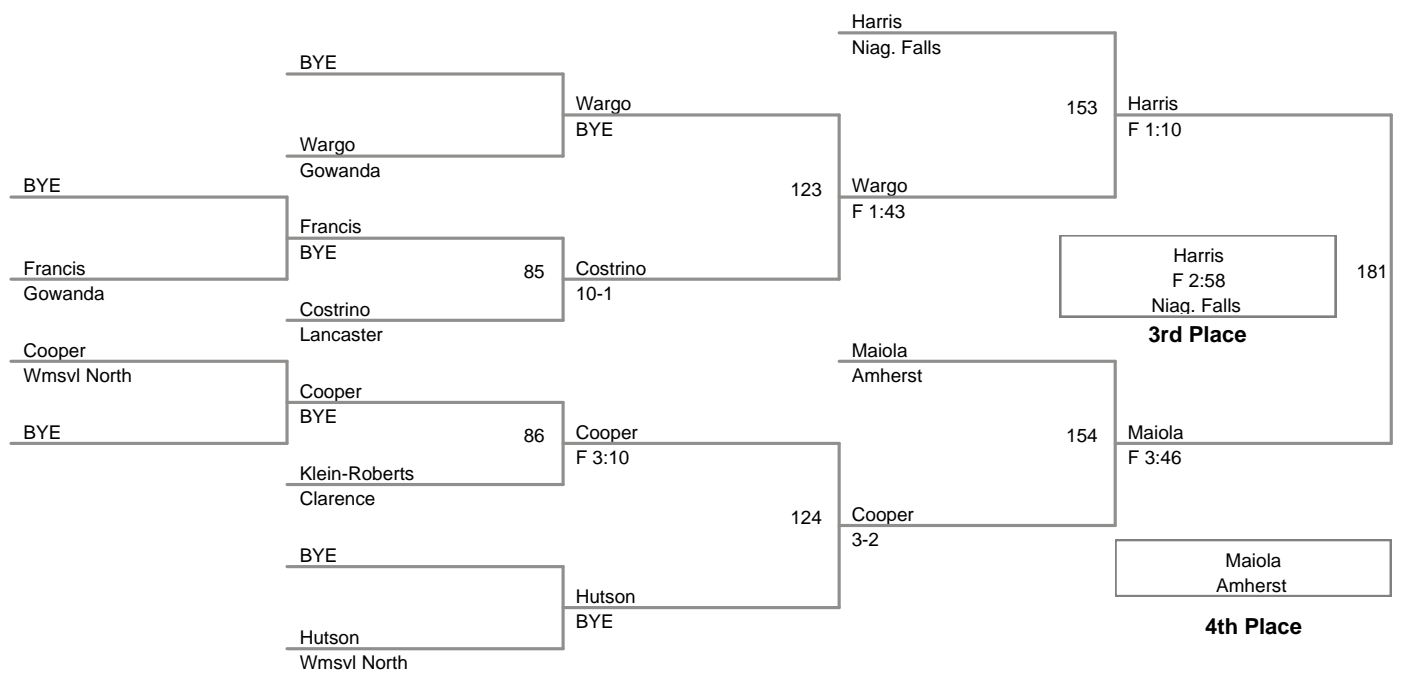 Harris
Niag. Falls
BYE
Wargo
BYE
153
Harris
F 1:10
Wargo
Gowanda
BYE
123
Wargo
F 1:43
Francis
BYE
Francis
Gowanda
85
Costrino
10-1
Harris
F 2:58
Niag. Falls
181
Costrino
Lancaster
3rd Place
Cooper
Wmsvl North
Maiola
Amherst
Cooper
BYE
BYE
86
Cooper
F 3:10
154
Maiola
F 3:46
Klein-Roberts
Clarence
124
Cooper
3-2
BYE
Maiola
Amherst
Hutson
BYE
4th Place
Hutson
Wmsvl North